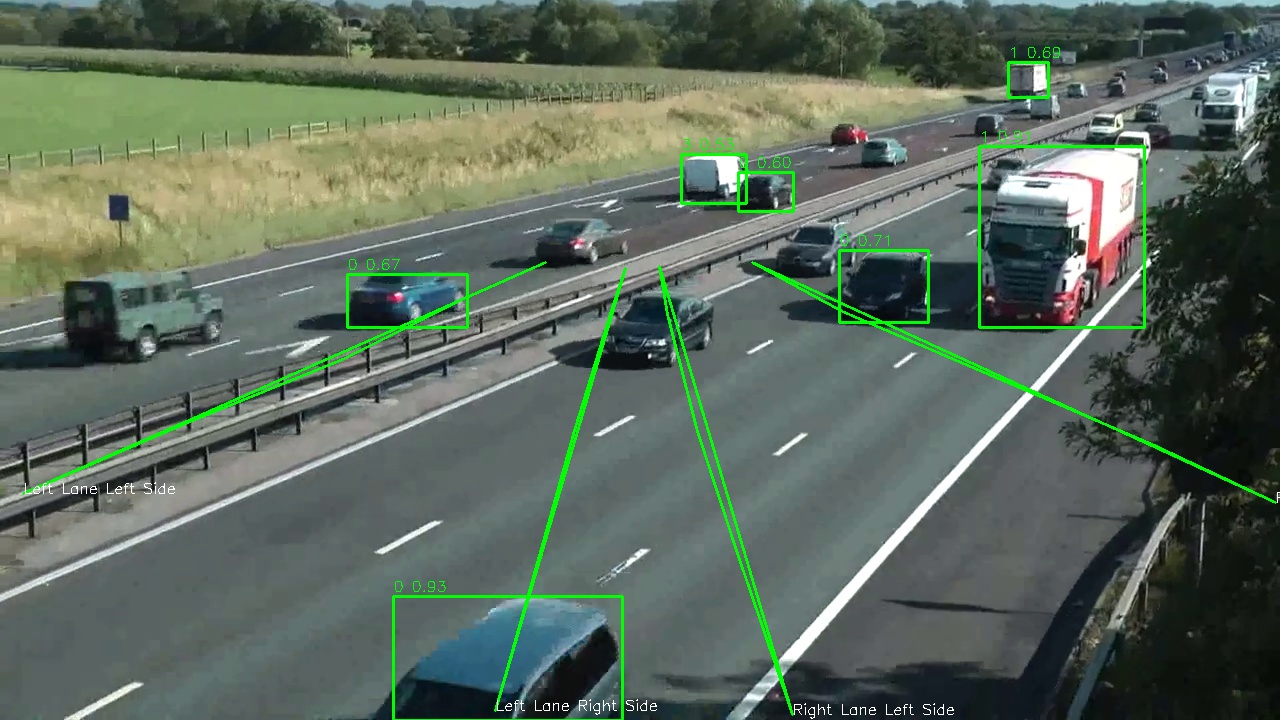 1 0.69
0.60
1 0.91
0.71
0 0.67
Left Lane Left Side
0 0.93
Left Lane Right Side
Right Lane Left Side